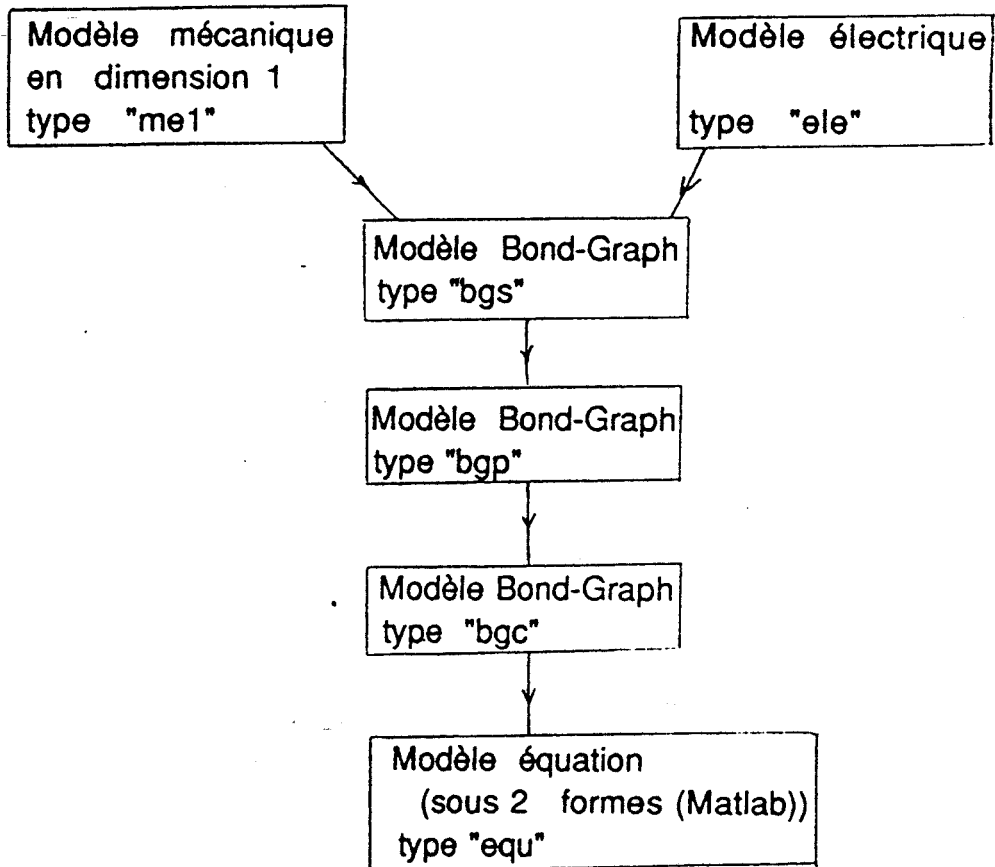 Modèle mécanique
en dimension 1
type "me1"
Modèle électrique
type "ele"
Modèle Bond-Graph
type "bgs"
Modèle Bond-Graph
type "bgp"
Modèle Bond-Graph
type "bgc"
Modèle équation
(sous 2 formes (Matlab))
type "equ"